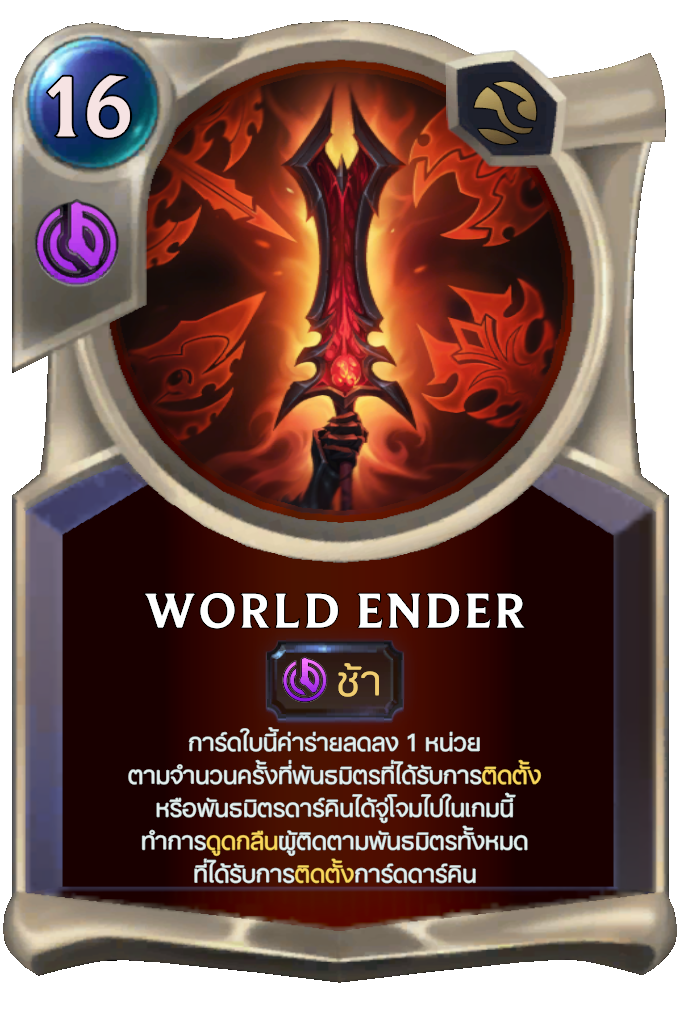 16
WORLD ENDER
ช้า
การ์ดใบนี้ค่าร่ายลดลง 1 หน่วย
ตามจำนวนครั้งที่พันธมิตรที่ได้รับการติดตั้ง
หรือพันธมิตรดาร์คินได้จู่โจมไปในเกมนี้
ทำการดูดกลืนผู้ติดตามพันธมิตรทั้งหมด
ที่ได้รับการติดตั้งการ์ดดาร์คิน